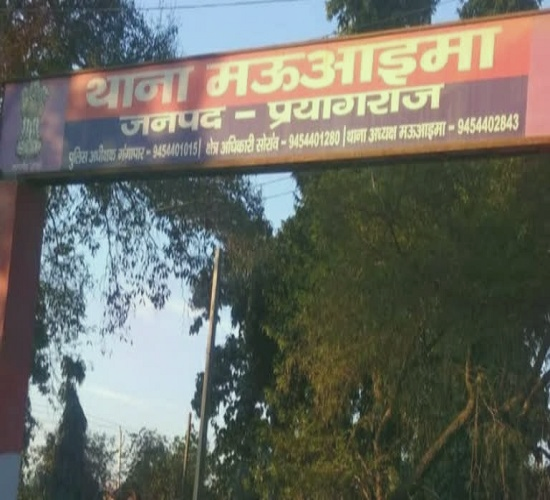 थाना मऊआइमा
जनपद - प्रयागराज
पुलिस अधीक्षक गंगापार - 9454401015| क्षेत्र अधिकारी सोरांव - 9454401280 |थाना अध्यक्ष मऊआइमा - 9454402843